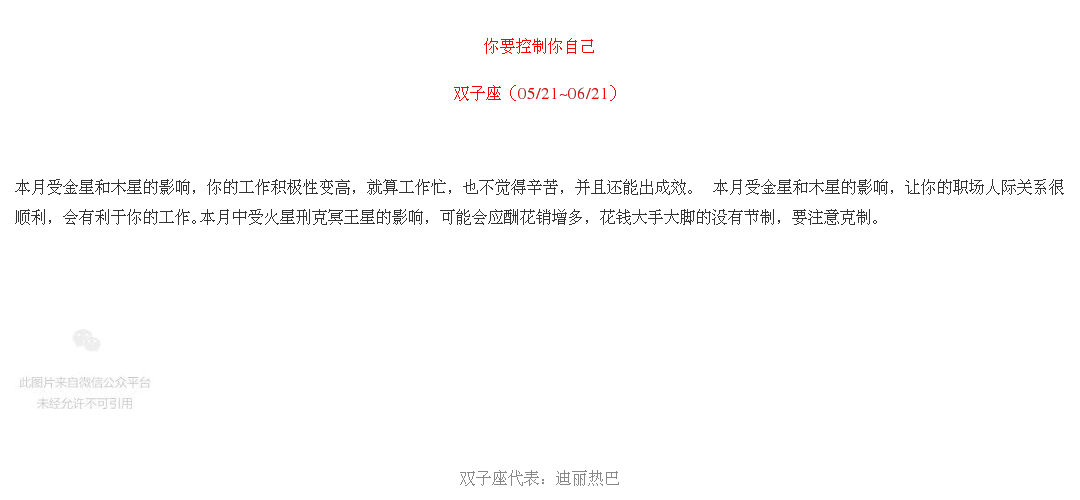 你要控制你自己
双子座（05/21~06/21）
本月受金星和木星的影响，你的工作积极性变高，就算工作忙，也不觉得辛苦，并且还能出成效。 本月受金星和木星的影响，让你的职场人际关系很
顺利，会有利于你的工作。本月中受火星刑克冥王星的影响，可能会应酬花销增多，花钱大手大脚的没有节制，要注意克制。
此图片来自微信公众平台
未经允许不可引用
双子座代表：迪丽热巴